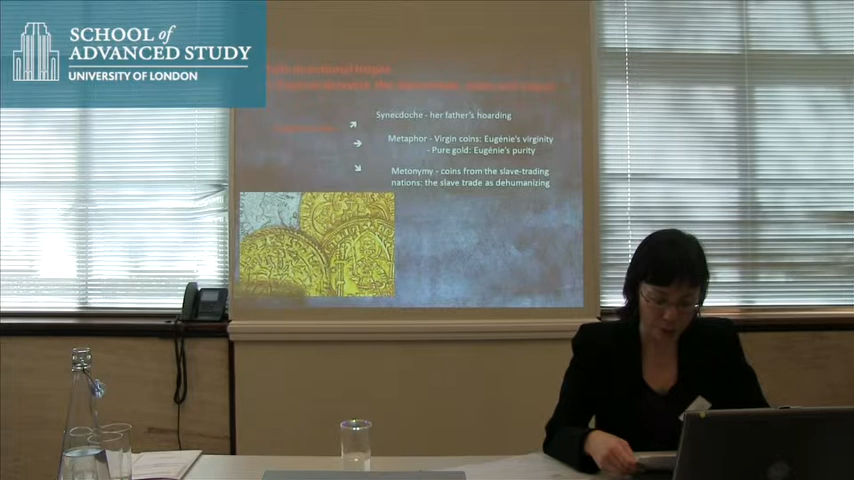 SCHOOL of
ADVANCED STUDY
UNIVERSITY OF LONDON
Synecdoche - her father's hoarding
Metaphor - Virgin coins: Eugénie's virginity
- Pure gold: Eugénie's purity
Metonymy - coins from the slave-trading
nations: the slave trade as dehumanizing